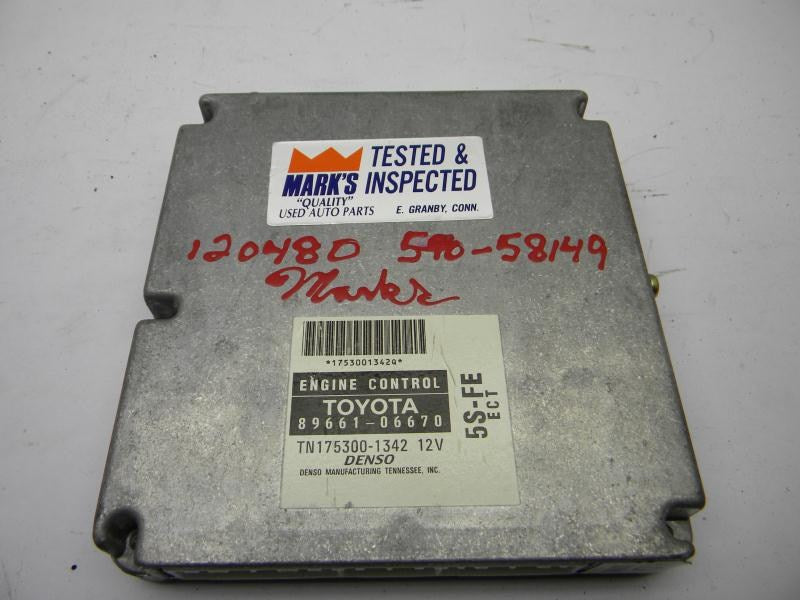 MARK'S
"QUALITY"
USED AUTO PARTS
TESTED &
INSPECTED
E. GRANBY, CONN.
120480 590-58149
Marks
*1753001342Q*
ENGINE CONTROL
TOYOTA
89661-06670
TN175300-1342 12V
DENSO
DENSO MANUFACTURING TENNESSEE, INC.
5S-FE
ECT